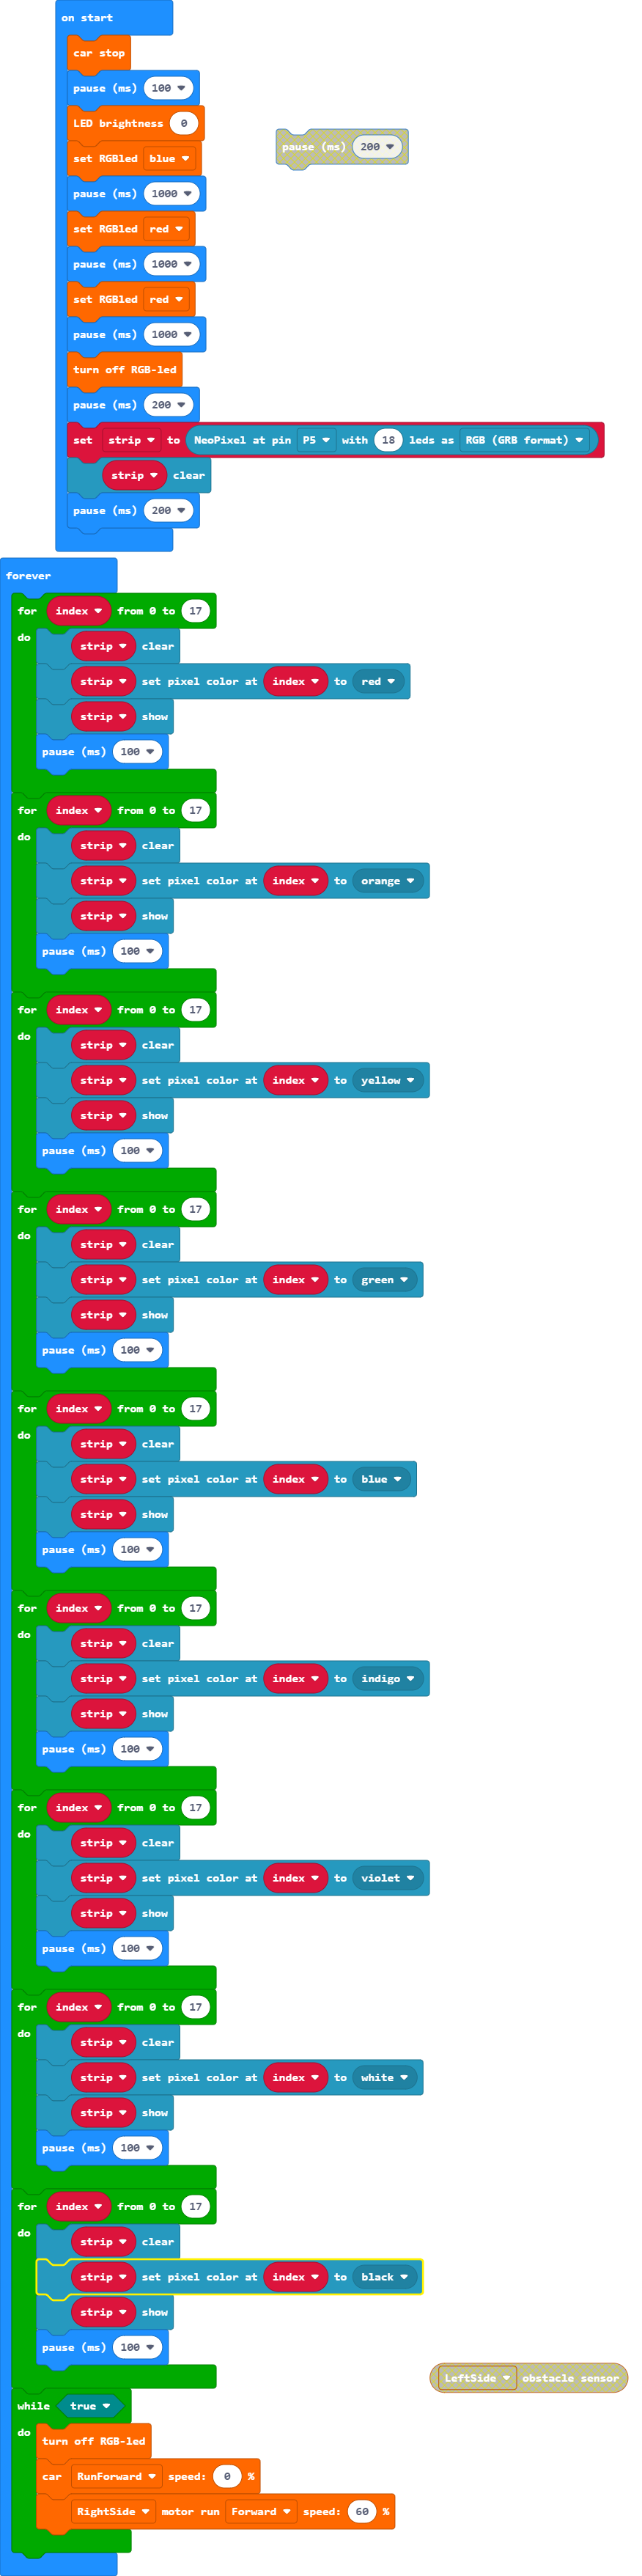 on start
car stop
pause (ms) 100
LED brightness 0
pause (ms) 200
set RGBled blue
pause (ms) 1000
set RGBled red
pause (ms) 1000
set RGBled red
pause (ms) 1000
turn off RGB-led
pause (ms) 200
set strip to NeoPixel at pin P5 with 18 leds as RGB (GRB format)
strip clear
pause (ms) 200
forever
for index from 0 to 17
do
strip clear
strip set pixel color at index to red
strip show
pause (ms) 100
for index from 0 to 17
do
strip clear
strip set pixel color at index to orange
strip show
pause (ms) 100
for index from 0 to 17
do
strip clear
strip set pixel color at index to yellow
strip show
pause (ms) 100
for index from 0 to 17
do
strip clear
strip set pixel color at index to green
strip show
pause (ms) 100
for index from 0 to 17
do
strip clear
strip set pixel color at index to blue
strip show
pause (ms) 100
for index from 0 to 17
do
strip clear
strip set pixel color at index to indigo
strip show
pause (ms) 100
for index from 0 to 17
do
strip clear
strip set pixel color at index to violet
strip show
pause (ms) 100
for index from 0 to 17
do
strip clear
strip set pixel color at index to white
strip show
pause (ms) 100
for index from 0 to 17
do
strip clear
strip set pixel color at index to black
strip show
pause (ms) 100
LeftSide obstacle sensor
while true
do
turn off RGB-led
car RunForward speed: 0 %
RightSide motor run Forward speed: 60 %